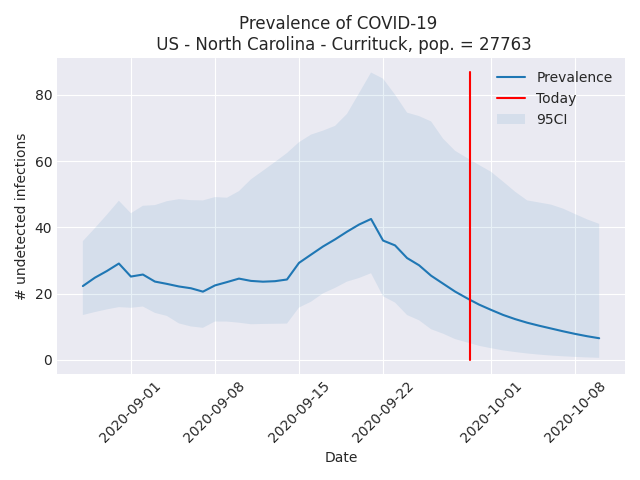 Prevalence of COVID-19
US - North Carolina - Currituck, pop. = 27763
Prevalence
Today
95CI
# undetected infections
80
60
40
20
0
2020-09-01
2020-09-08
2020-09-15
2020-09-22
2020-10-01
2020-10-08
Date